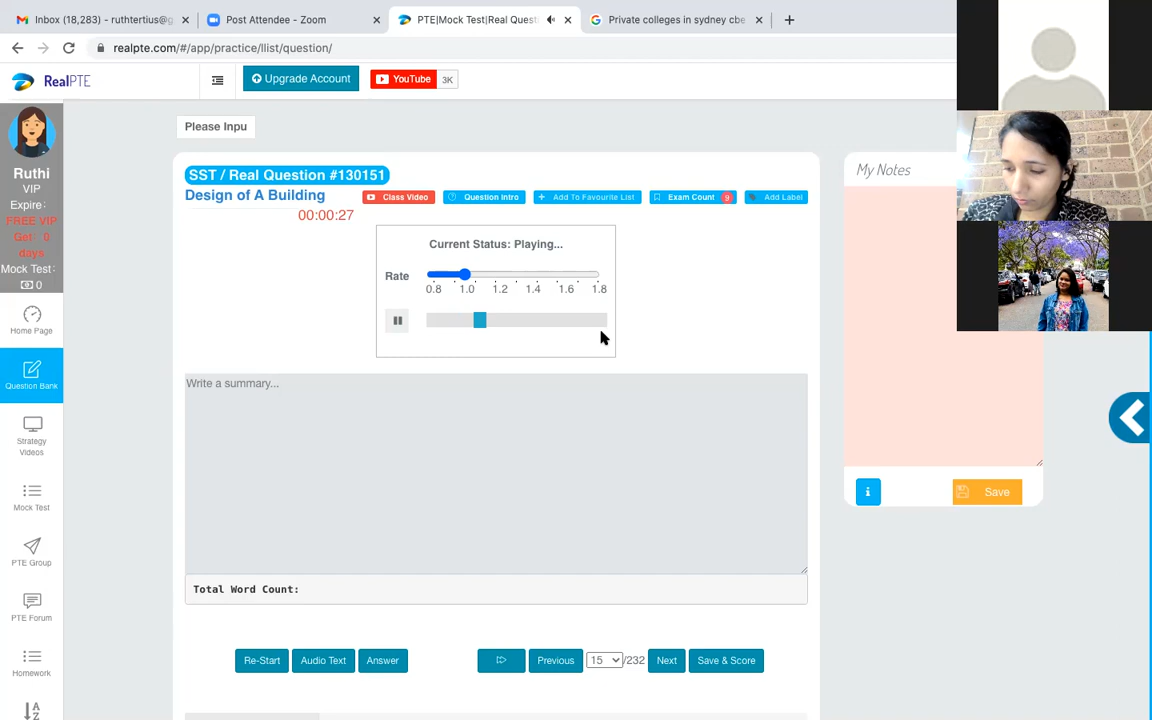 Inbox (18,283) - ruthtertius@g
Post Attendee - Zoom
PTE|Mock Test|Real Quest
Private colleges in sydney cbe
realpte.com/#/app/practice/llist/question/
RealPTE
Upgrade Account
YouTube
3K
Please Inpu
Ruthi
VIP
Expire:
FREE VIP
Get: 0
days
Mock Test:
0
Home Page
Question Bank
Strategy
Videos
Mock Test
PTE Group
PTE Forum
Homework
SST / Real Question #130151
Design of A Building
Class Video
Question Intro
Add To Favourite List
Exam Count 9
Add Label
00:00:27
Current Status: Playing...
Rate
0.8 1.0 1.2 1.4 1.6 1.8
Write a summary...
Total Word Count:
Re-Start
Audio Text
Answer
Previous
15
/232
Next
Save & Score
My Notes
i
Save
A
Z